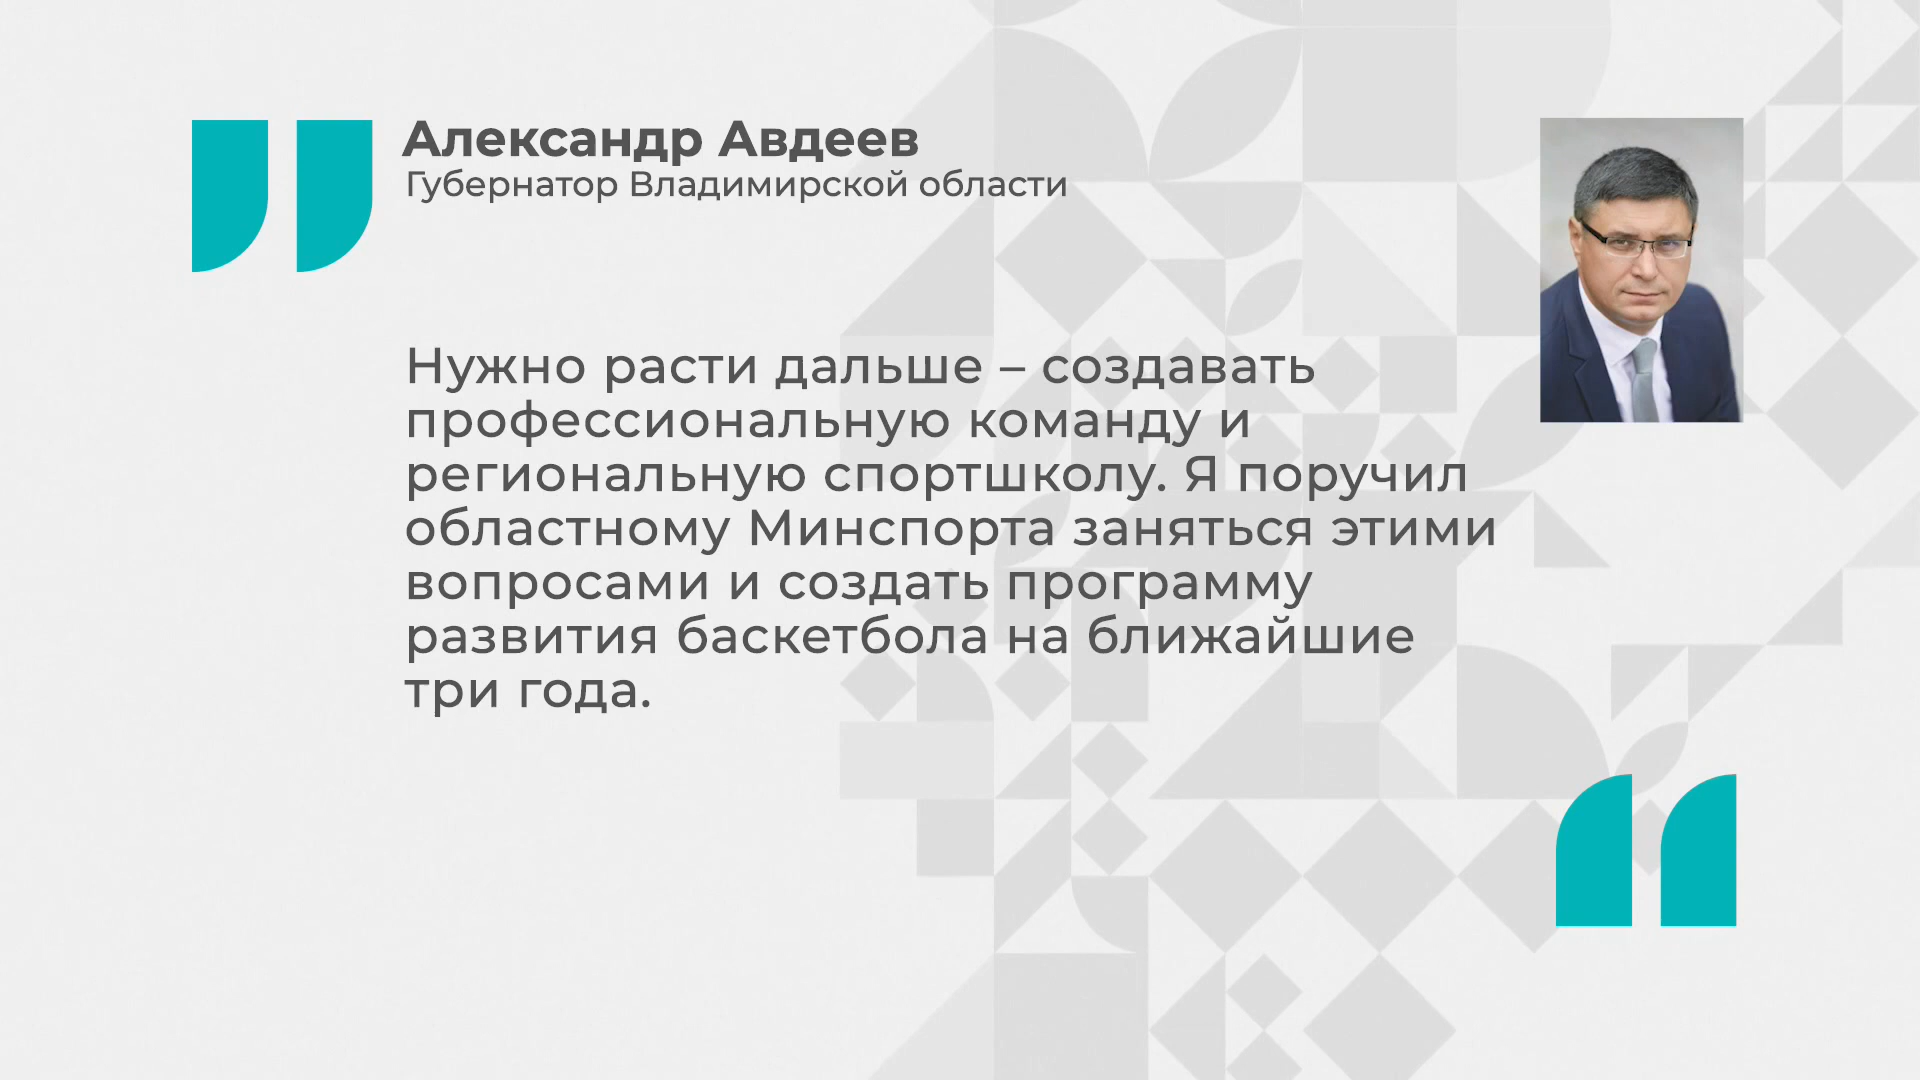 Александр Авдеев
Губернатор Владимирской области
Нужно расти дальше – создавать
профессиональную команду и
региональную спортшколу. Я поручил
областному Минспорта заняться этими
вопросами и создать программу
развития баскетбола на ближайшие
три года.